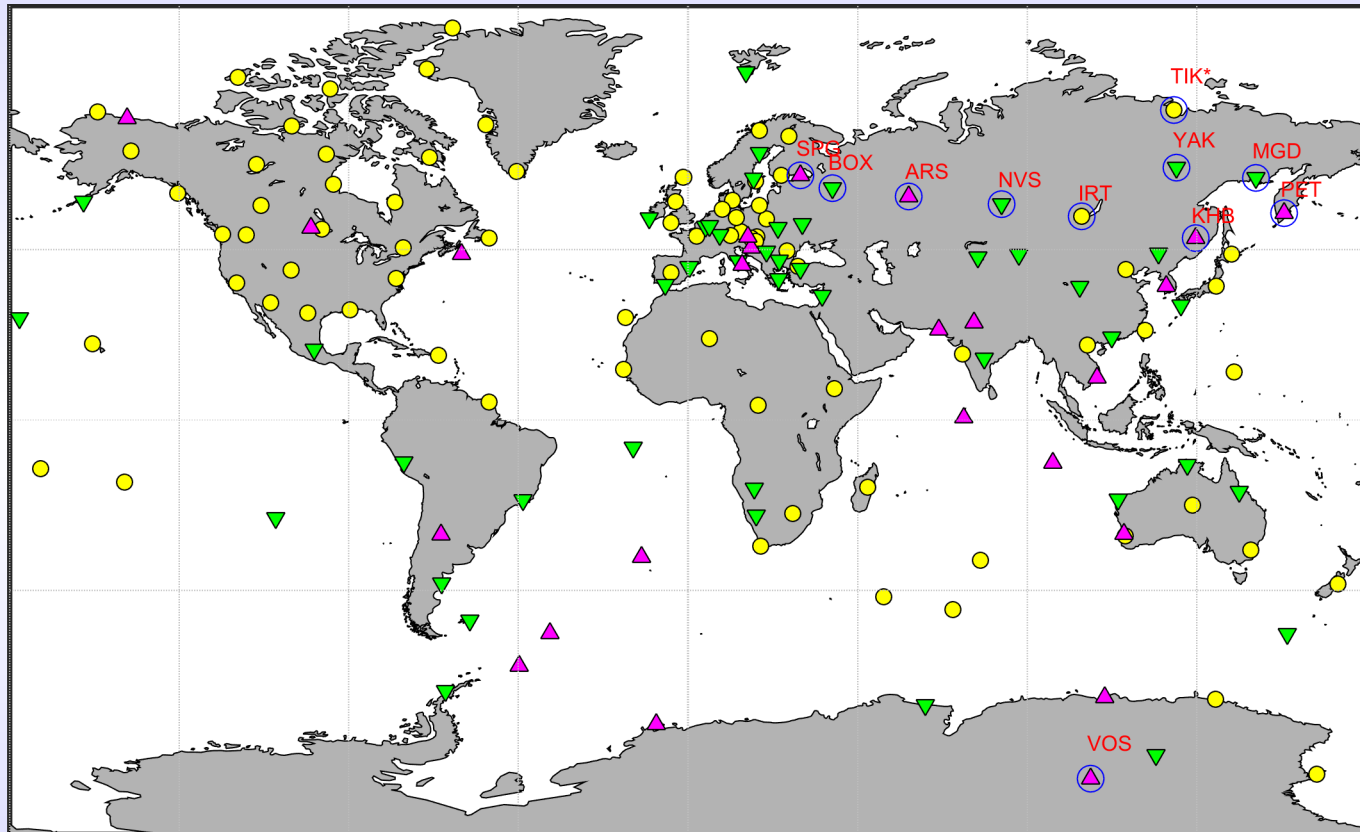 TIK*
YAK
MGD
SPG
BOX
ARS
NVS
IRT
PET
KHB
VOS